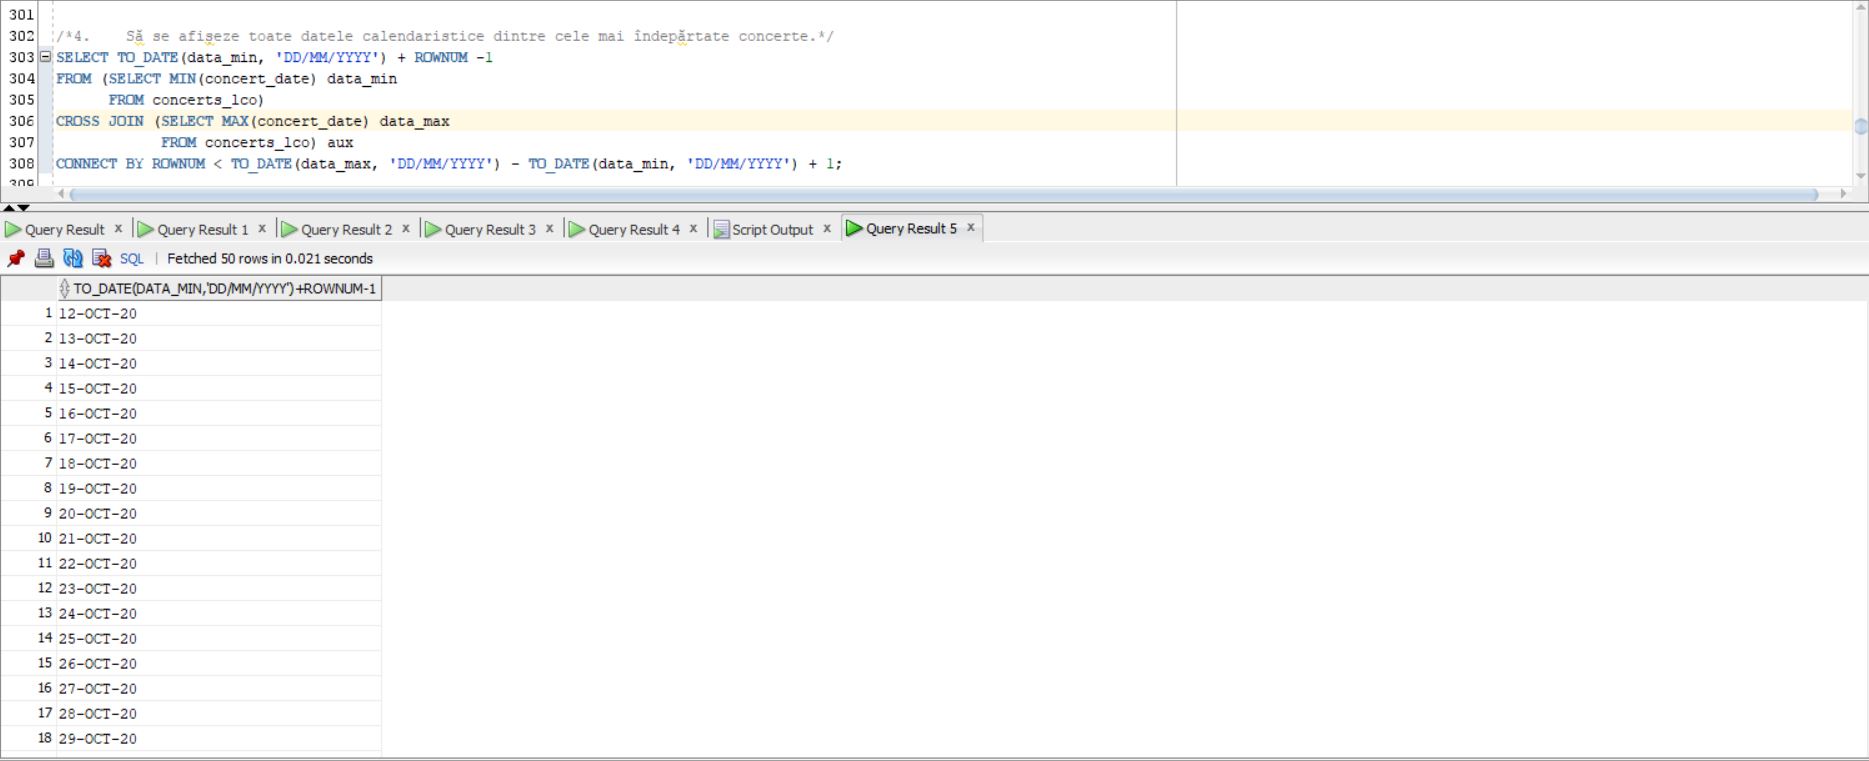 301
302 /*4. Să se afișeze toate datele calendaristice dintre cele mai îndepărtate concerte.*/
303 SELECT TO_DATE(data_min, 'DD/MM/YYYY') + ROWNUM -1
304 FROM (SELECT MIN(concert_date) data_min
305 FROM concerts_lco)
306 CROSS JOIN (SELECT MAX(concert_date) data_max
307 FROM concerts_lco) aux
308 CONNECT BY ROWNUM < TO_DATE(data_max, 'DD/MM/YYYY') - TO_DATE(data_min, 'DD/MM/YYYY') + 1;
309
Query Result x Query Result 1 x Query Result 2 x Query Result 3 x Query Result 4 x Script Output x Query Result 5 x
SQL | Fetched 50 rows in 0.021 seconds
TO_DATE(DATA_MIN,'DD/MM/YYYY')+ROWNUM-1
1 12-OCT-20
2 13-OCT-20
3 14-OCT-20
4 15-OCT-20
5 16-OCT-20
6 17-OCT-20
7 18-OCT-20
8 19-OCT-20
9 20-OCT-20
10 21-OCT-20
11 22-OCT-20
12 23-OCT-20
13 24-OCT-20
14 25-OCT-20
15 26-OCT-20
16 27-OCT-20
17 28-OCT-20
18 29-OCT-20